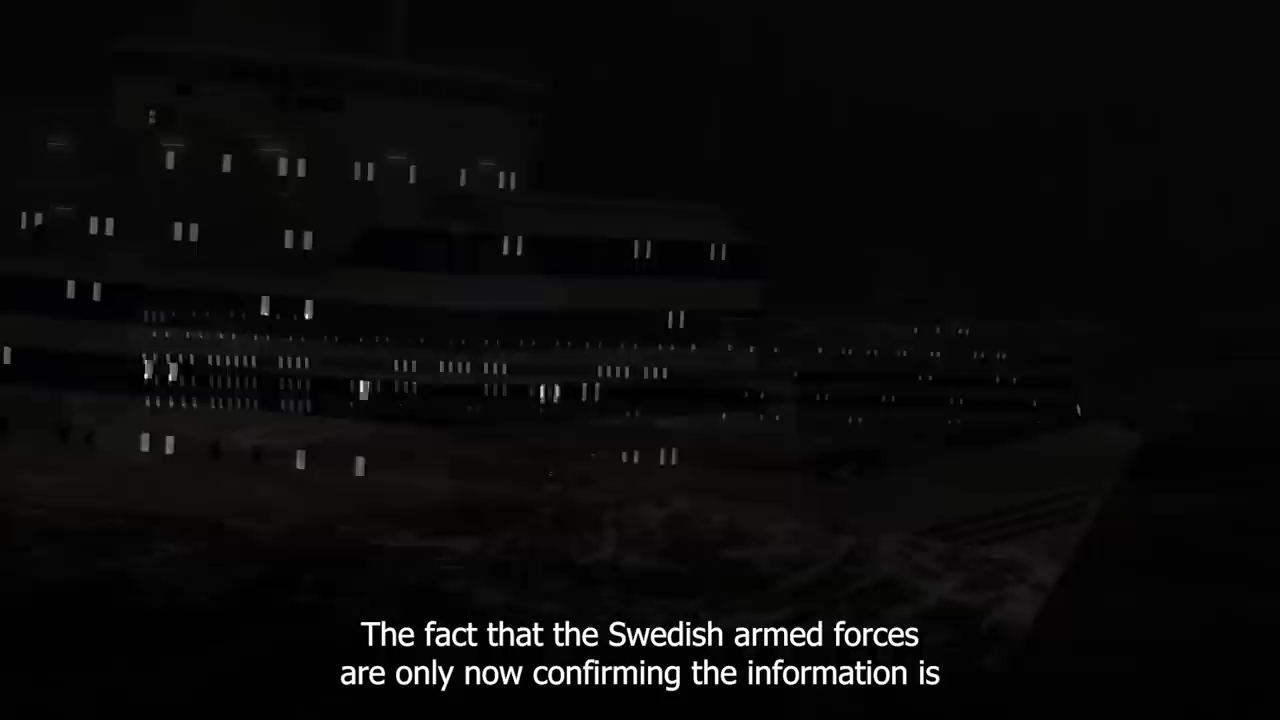 The fact that the Swedish armed forces
are only now confirming the information is